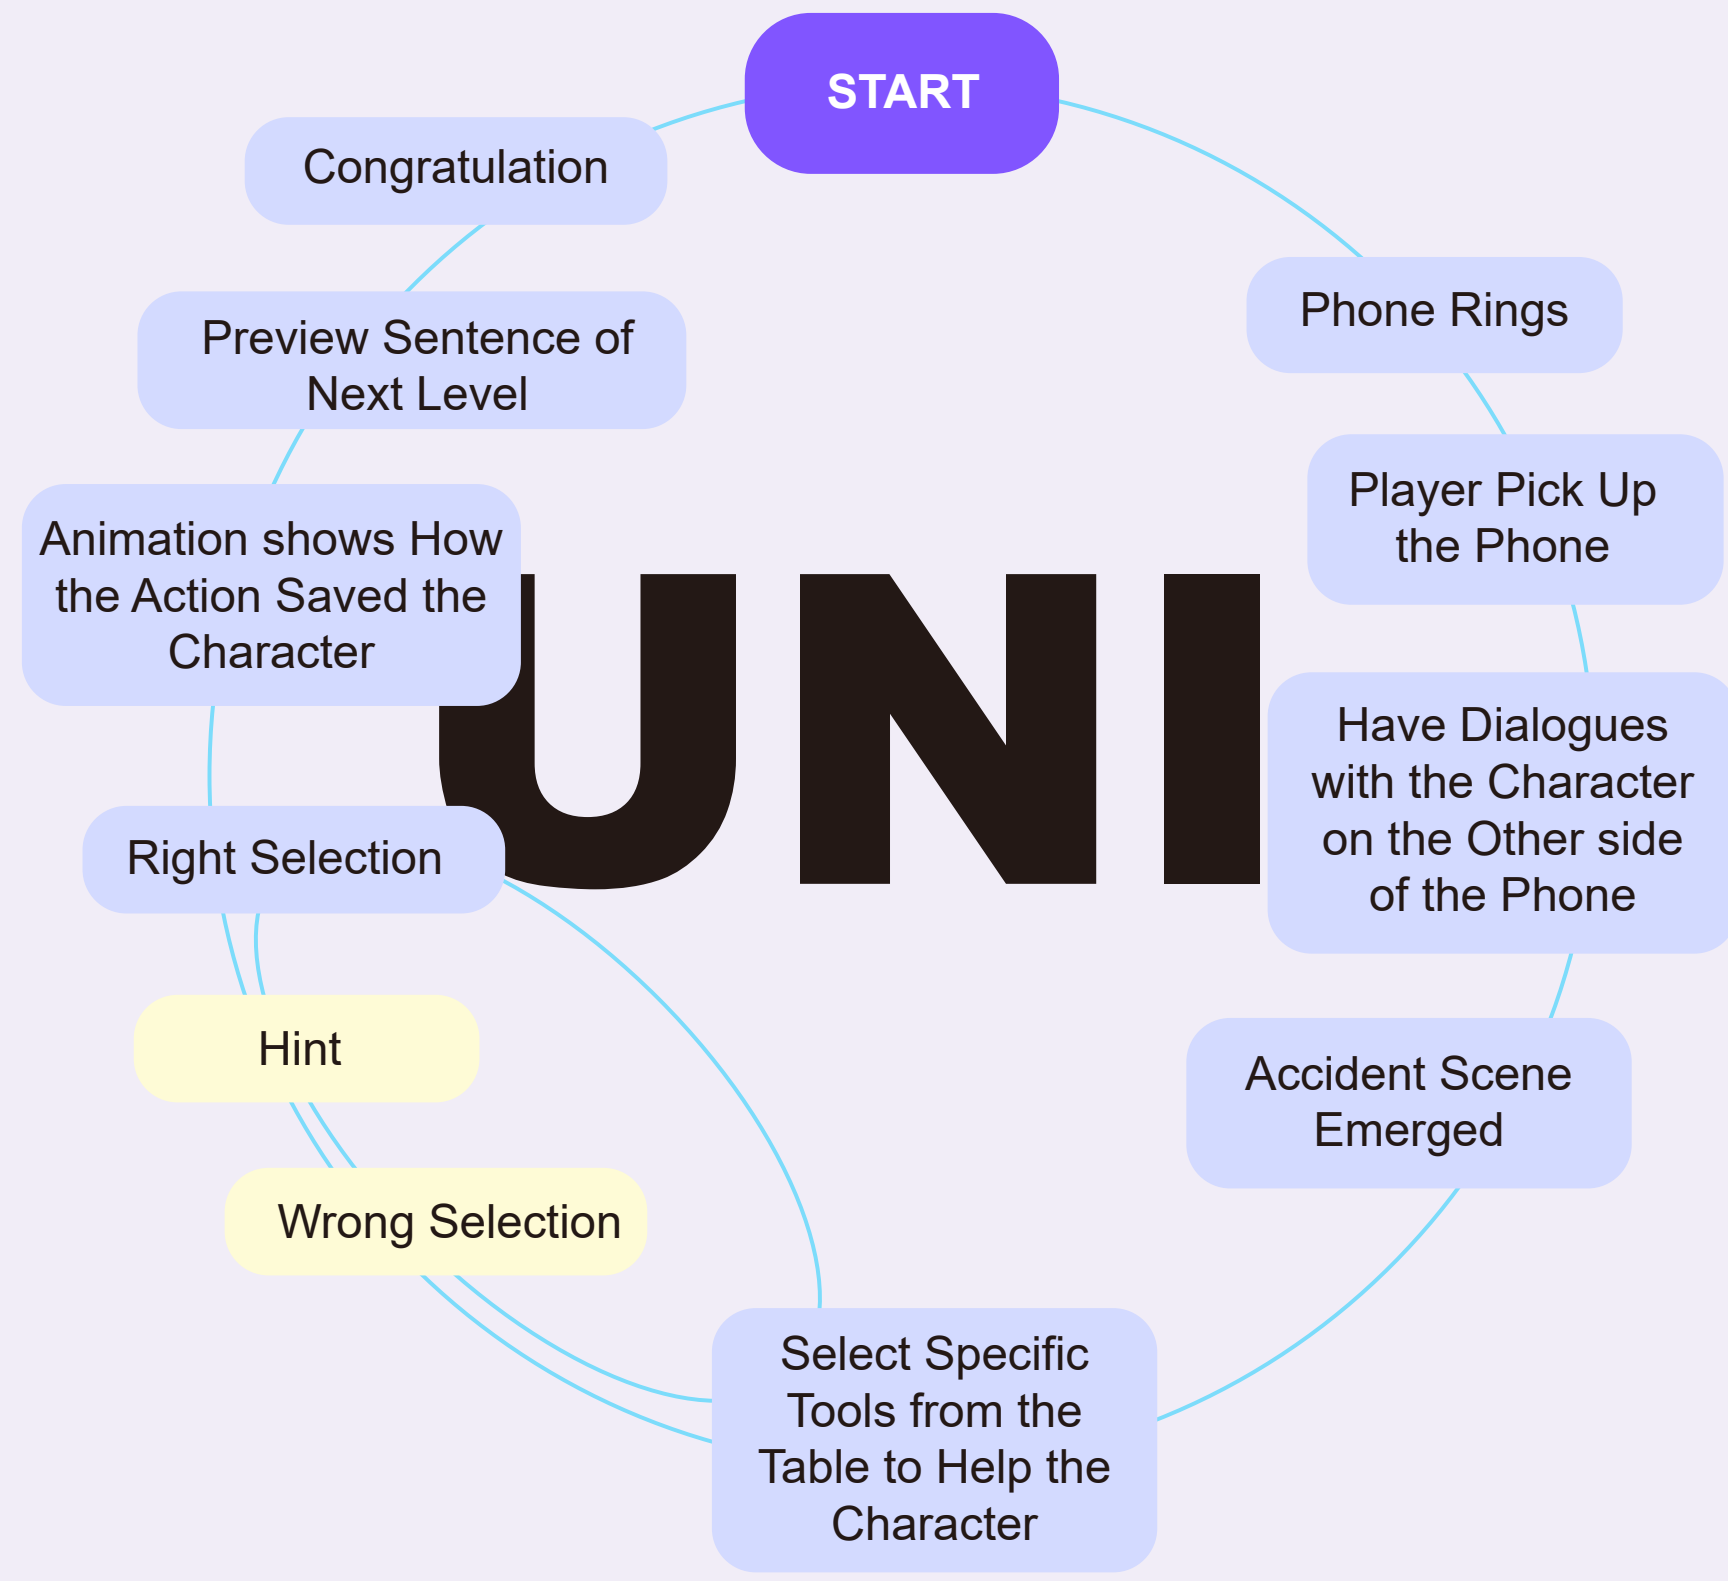 START
Congratulation
Phone Rings
Preview Sentence of
Next Level
Player Pick Up
the Phone
Animation shows How
the Action Saved the
Character
UNI
Have Dialogues
with the Character
on the Other side
of the Phone
Right Selection
Hint
Accident Scene
Emerged
Wrong Selection
Select Specific
Tools from the
Table to Help the
Character